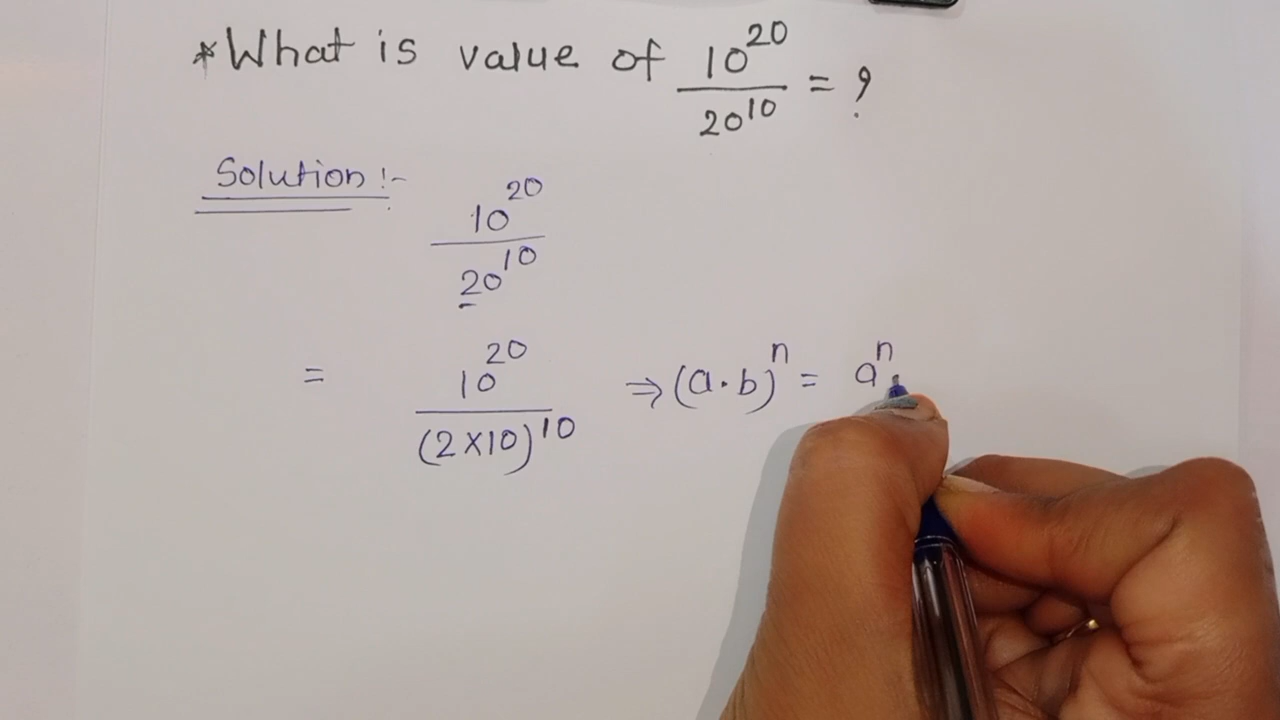 *What is value of 10^20 / 20^10 = ?
Solution :-
10^20 / 20^10
= 10^20 / (2×10)^10 ⇒ (a·b)^n = a^n ·